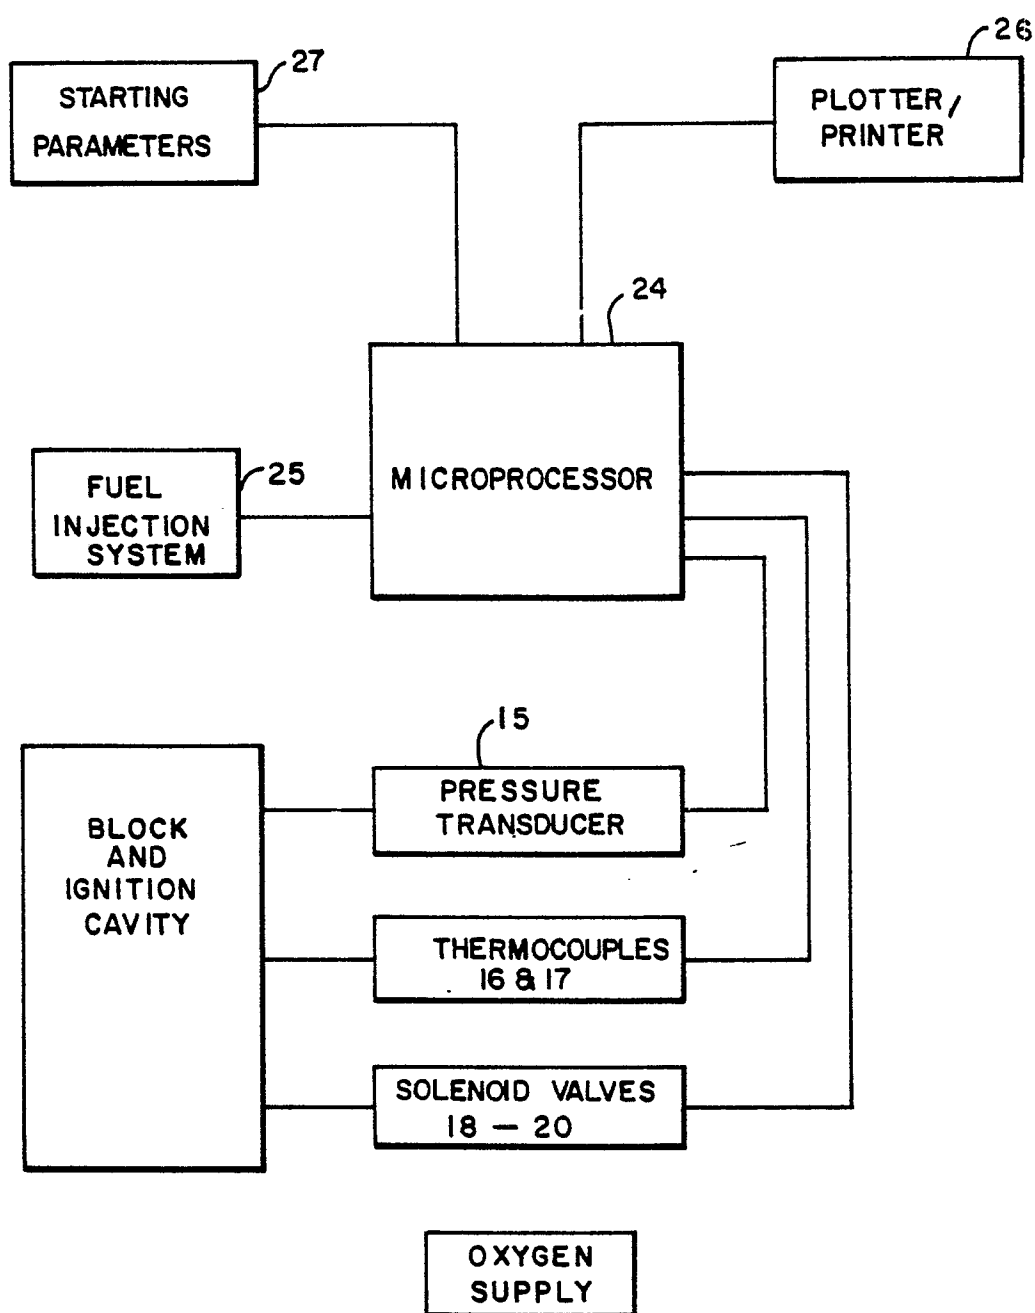 27
STARTING
PARAMETERS
26
PLOTTER/
PRINTER
24
MICROPROCESSOR
25
FUEL
INJECTION
SYSTEM
15
PRESSURE
TRANSDUCER
BLOCK
AND
IGNITION
CAVITY
THERMOCOUPLES
16 & 17
SOLENOID VALVES
18 — 20
OXYGEN
SUPPLY